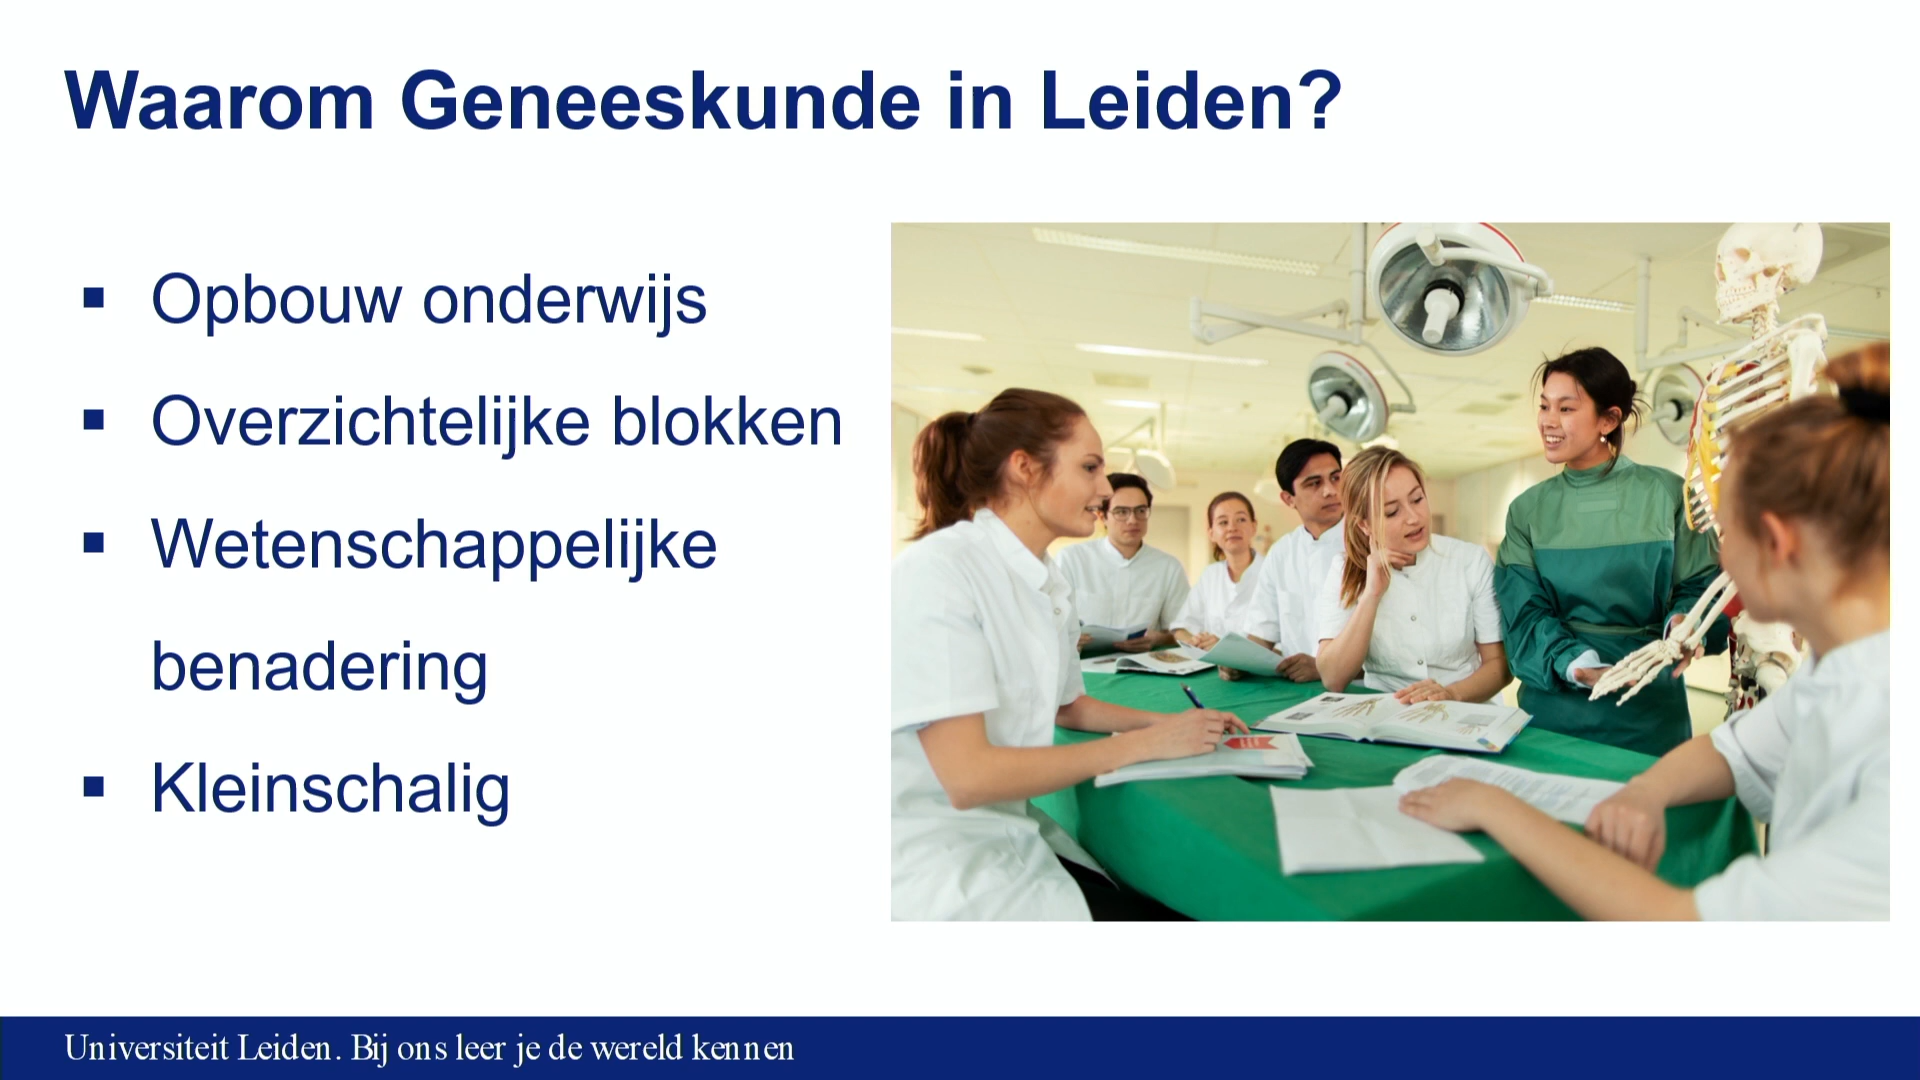 Waarom Geneeskunde in Leiden?
▪ Opbouw onderwijs
▪ Overzichtelijke blokken
▪ Wetenschappelijke
benadering
▪ Kleinschalig
Universiteit Leiden. Bij ons leer je de wereld kennen